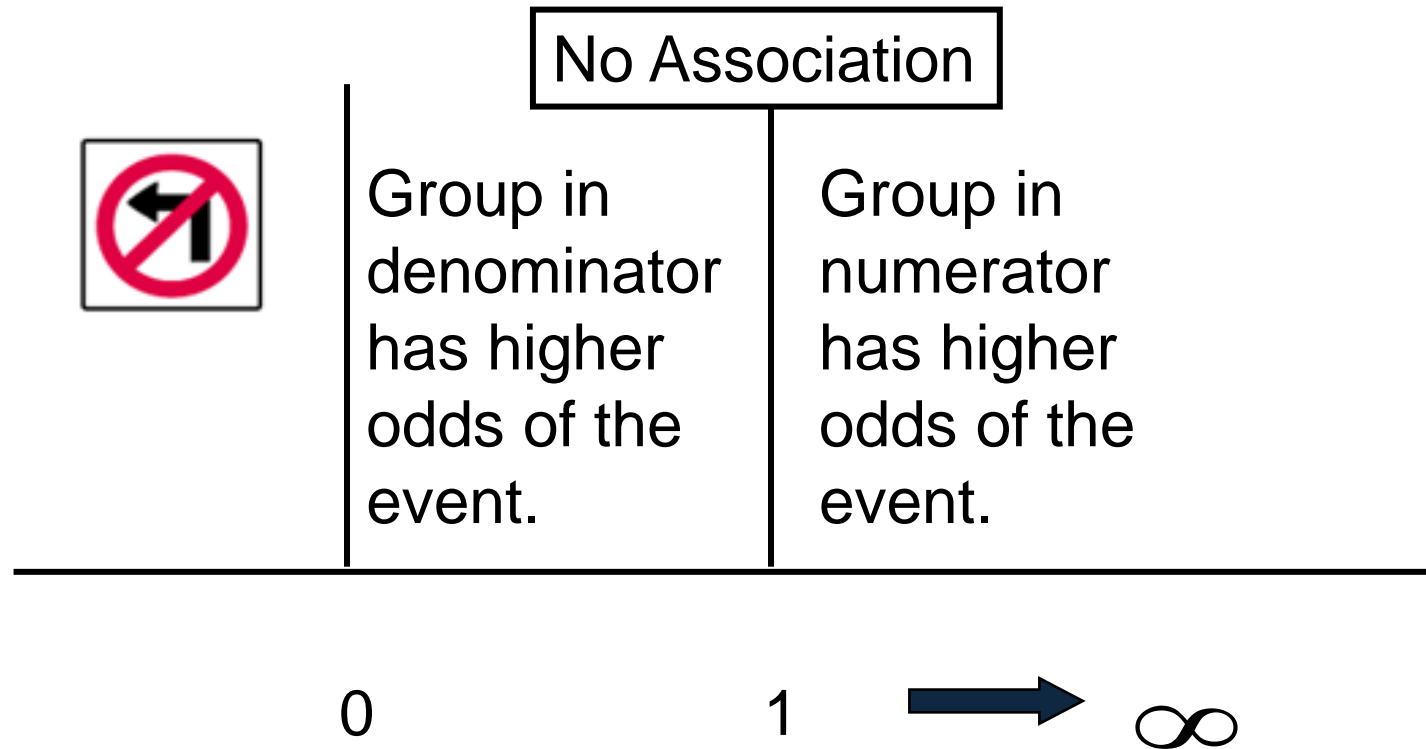 No Association
Group in
denominator
has higher
odds of the
event.
Group in
numerator
has higher
odds of the
event.
0 1 ∞